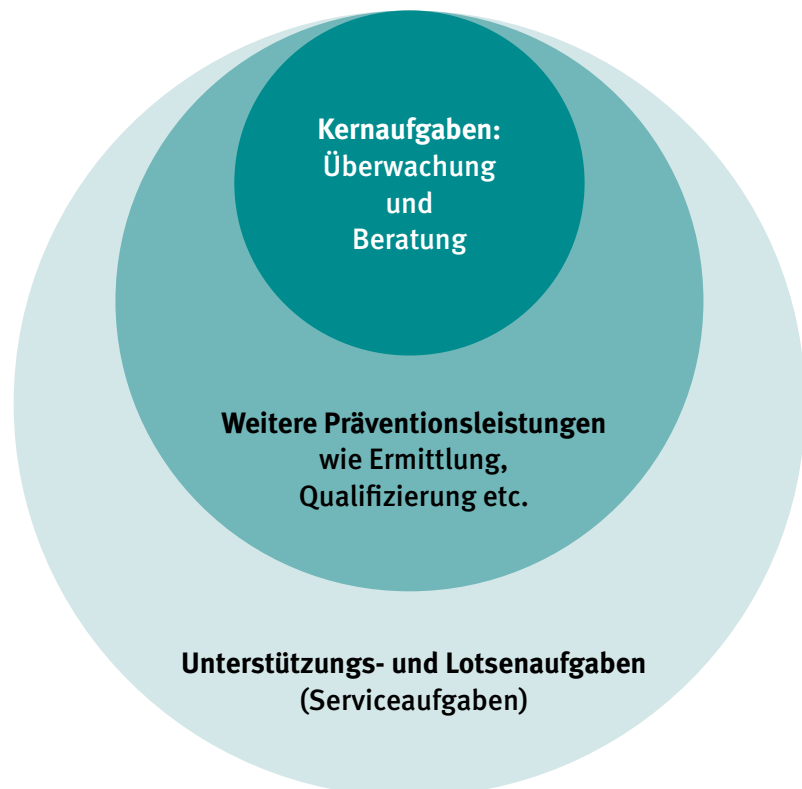 Kernaufgaben:
Überwachung
und
Beratung
Weitere Präventionsleistungen
wie Ermittlung,
Qualifizierung etc.
Unterstützungs- und Lotsenaufgaben
(Serviceaufgaben)